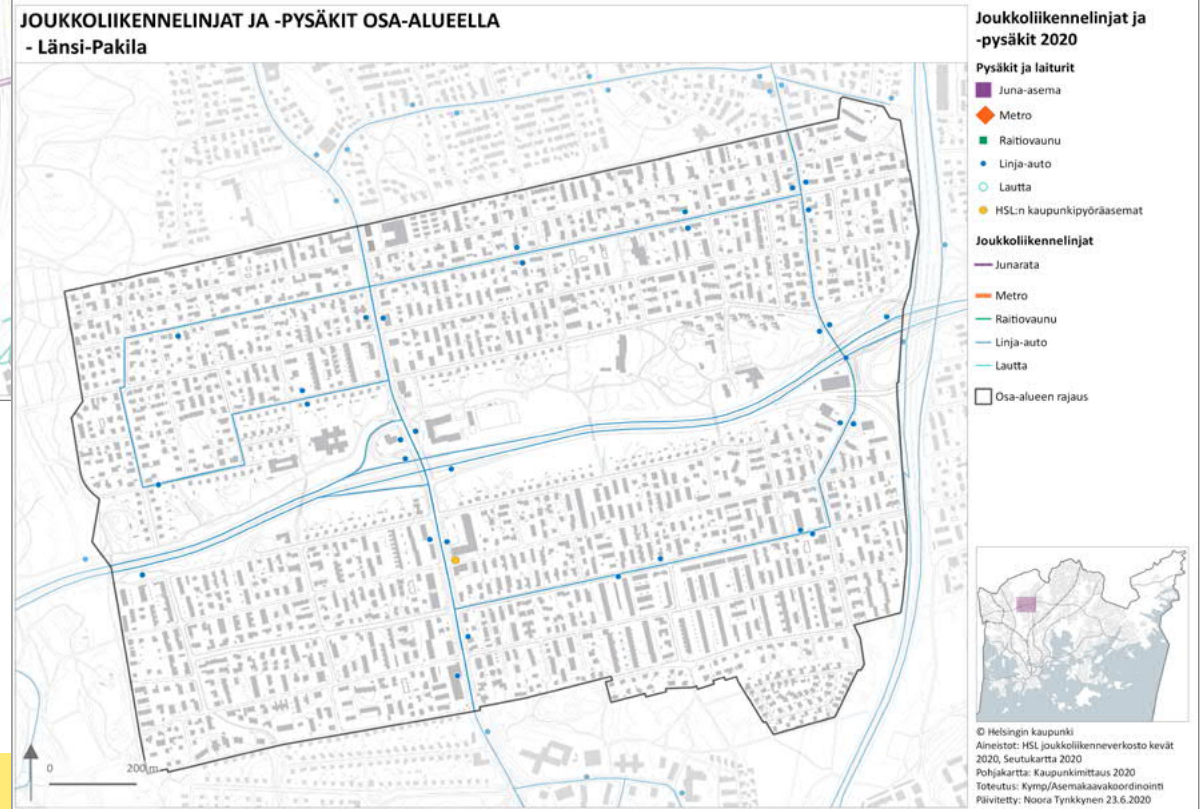 JOUKKOLIIKENNELINJAT JA -PYSÄKIT OSA-ALUEELLA
- Länsi-Pakila
0
200 m
Joukkoliikennelinjat ja
-pysäkit 2020
Pysäkit ja laiturit
Juna-asema
Metro
Raitiovaunu
Linja-auto
Lautta
HSL:n kaupunkipyöräasemat
Joukkoliikennelinjat
Junarata
Metro
Raitiovaunu
Linja-auto
Lautta
Osa-alueen rajaus
© Helsingin kaupunki
Aineistot: HSL joukkoliikenneverkosto kevät
2020, Seutukartta 2020
Pohjakartta: Kaupunkimittaus 2020
Toteutus: Kymp/Asemakaavakoordinointi
Päivitetty: Noora Tynkkynen 23.6.2020